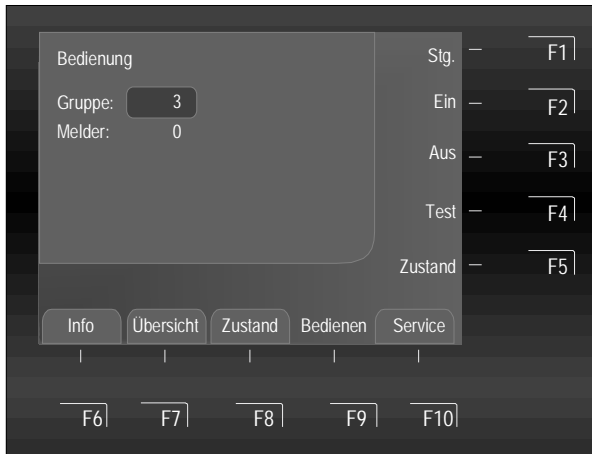 Bedienung
Gruppe: 3
Melder: 0
Stg. F1
Ein F2
Aus F3
Test F4
Zustand F5
Info Übersicht Zustand Bedienen Service
F6 F7 F8 F9 F10